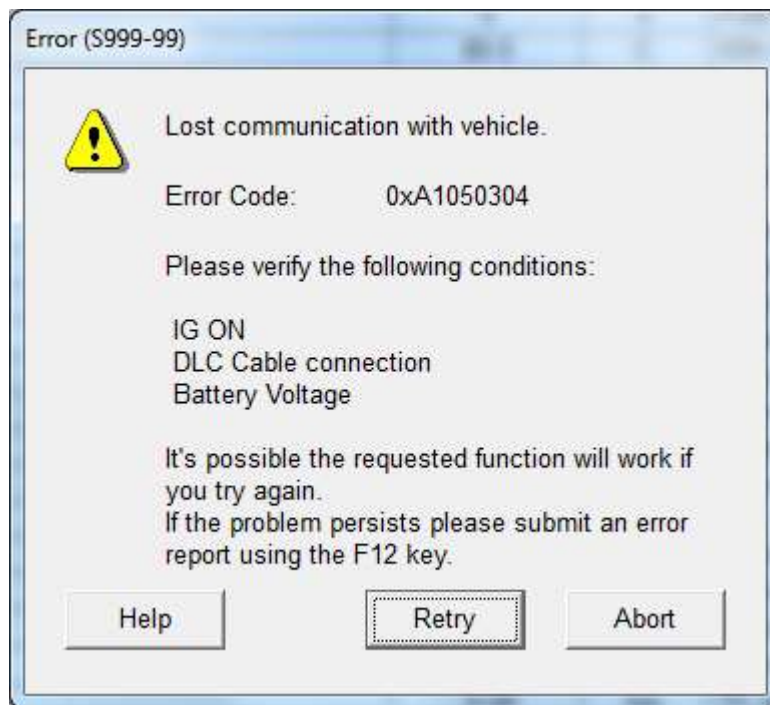 Error (S999-99)
Lost communication with vehicle.
Error Code: 0xA1050304
Please verify the following conditions:
IG ON
DLC Cable connection
Battery Voltage
It's possible the requested function will work if
you try again.
If the problem persists please submit an error
report using the F12 key.
Help Retry Abort